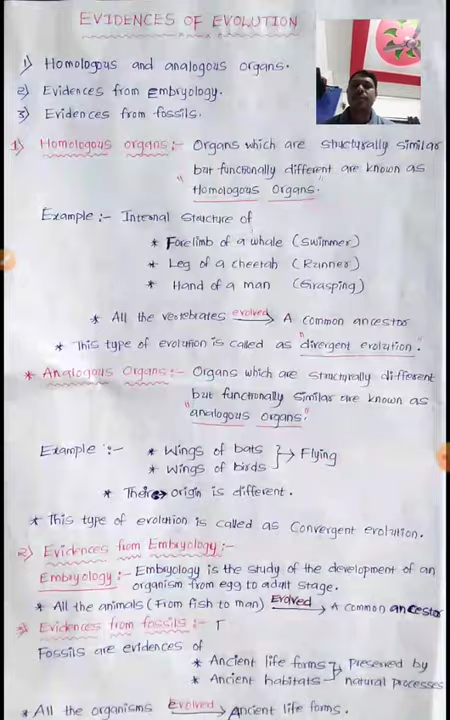 EVIDENCES OF EVOLUTION
1) Homologous and analogous organs.
2) Evidences from Embryology.
3) Evidences from fossils.
1) Homologous organs :- Organs which are structurally similar
but functionally different are known as
"Homologous Organs."
Example :- Internal Structure of
* Forelimb of a whale (Swimmer)
* Leg of a cheetah (Runner)
* Hand of a man (Grasping)
* All the vertebrates evolved → A common ancestor
* This type of evolution is called as "divergent evolution."
* Analogous Organs :- Organs which are structurally different
but functionally similar are known as
"analogous organs."
Example :- * Wings of bats
* Wings of birds } → Flying
* Their origin is different.
* This type of evolution is called as Convergent evolution.
2) Evidences from Embryology :-
Embryology :- Embryology is the study of the development of an
organism from egg to adult stage.
* All the animals (From fish to man) Evolved → A common ancestor
3) Evidences from fossils :-
Fossils are evidences of
* Ancient life forms } preserved by
* Ancient habitats } natural processes
* All the organisms Evolved → Ancient life forms.